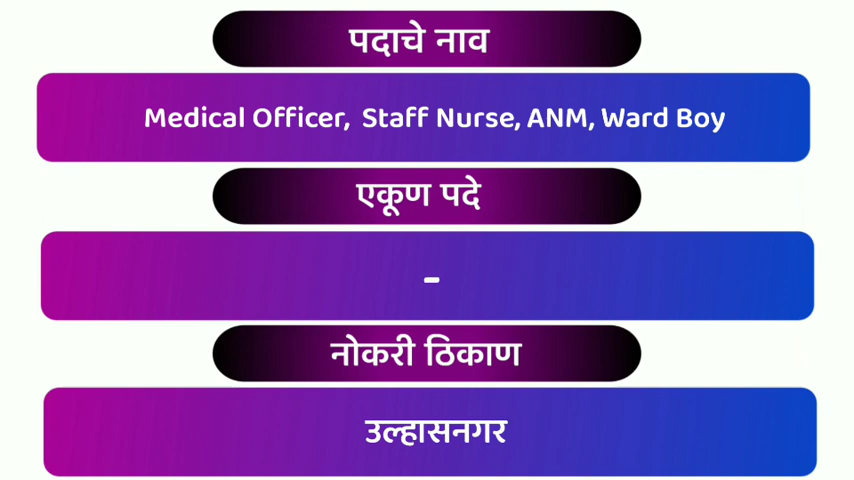 पदाचे नाव
Medical Officer, Staff Nurse, ANM, Ward Boy
एकूण पदे
-
नोकरी ठिकाण
उल्हासनगर